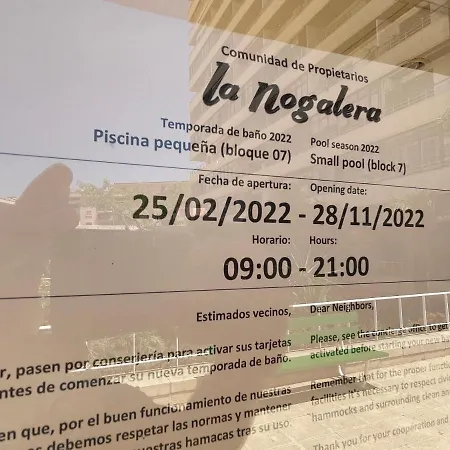 Comunidad de Propietarios
la Nogalera
Temporada de baño 2022 Pool season 2022
Piscina pequeña (bloque 07) Small pool (block 7)
Fecha de apertura: Opening date:
25/02/2022 - 28/11/2022
Horario: Hours:
09:00 - 21:00
Estimados vecinos, Dear Neighbors,
pasen por conserjería para activar sus tarjetas
antes de comenzar su nueva temporada de baño.
en que, por el buen funcionamiento de nuestras
debemos respetar las normas y mantener
hamacas tras su uso.
Please, see the concierge office to get
activated before starting your new
Remember that for the proper
facilities it's necessary to respect
hammocks and surrounding clean and
Thank you for your cooperation and